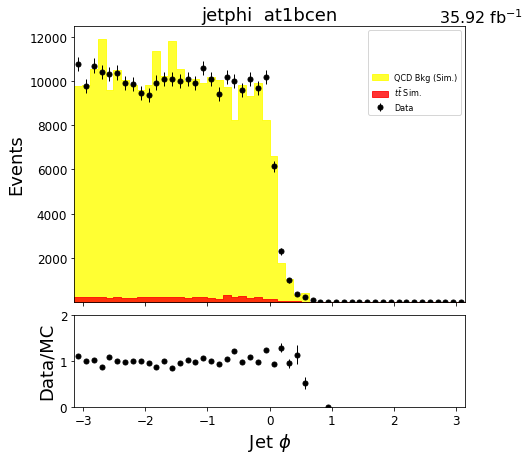 jetphi at1bcen
35.92 fb⁻¹
12000
10000
8000
6000
4000
2000
Events
QCD Bkg (Sim.)
tt̄ Sim.
Data
2
1
0
Data/MC
−3 −2 −1 0 1 2 3
Jet ϕ